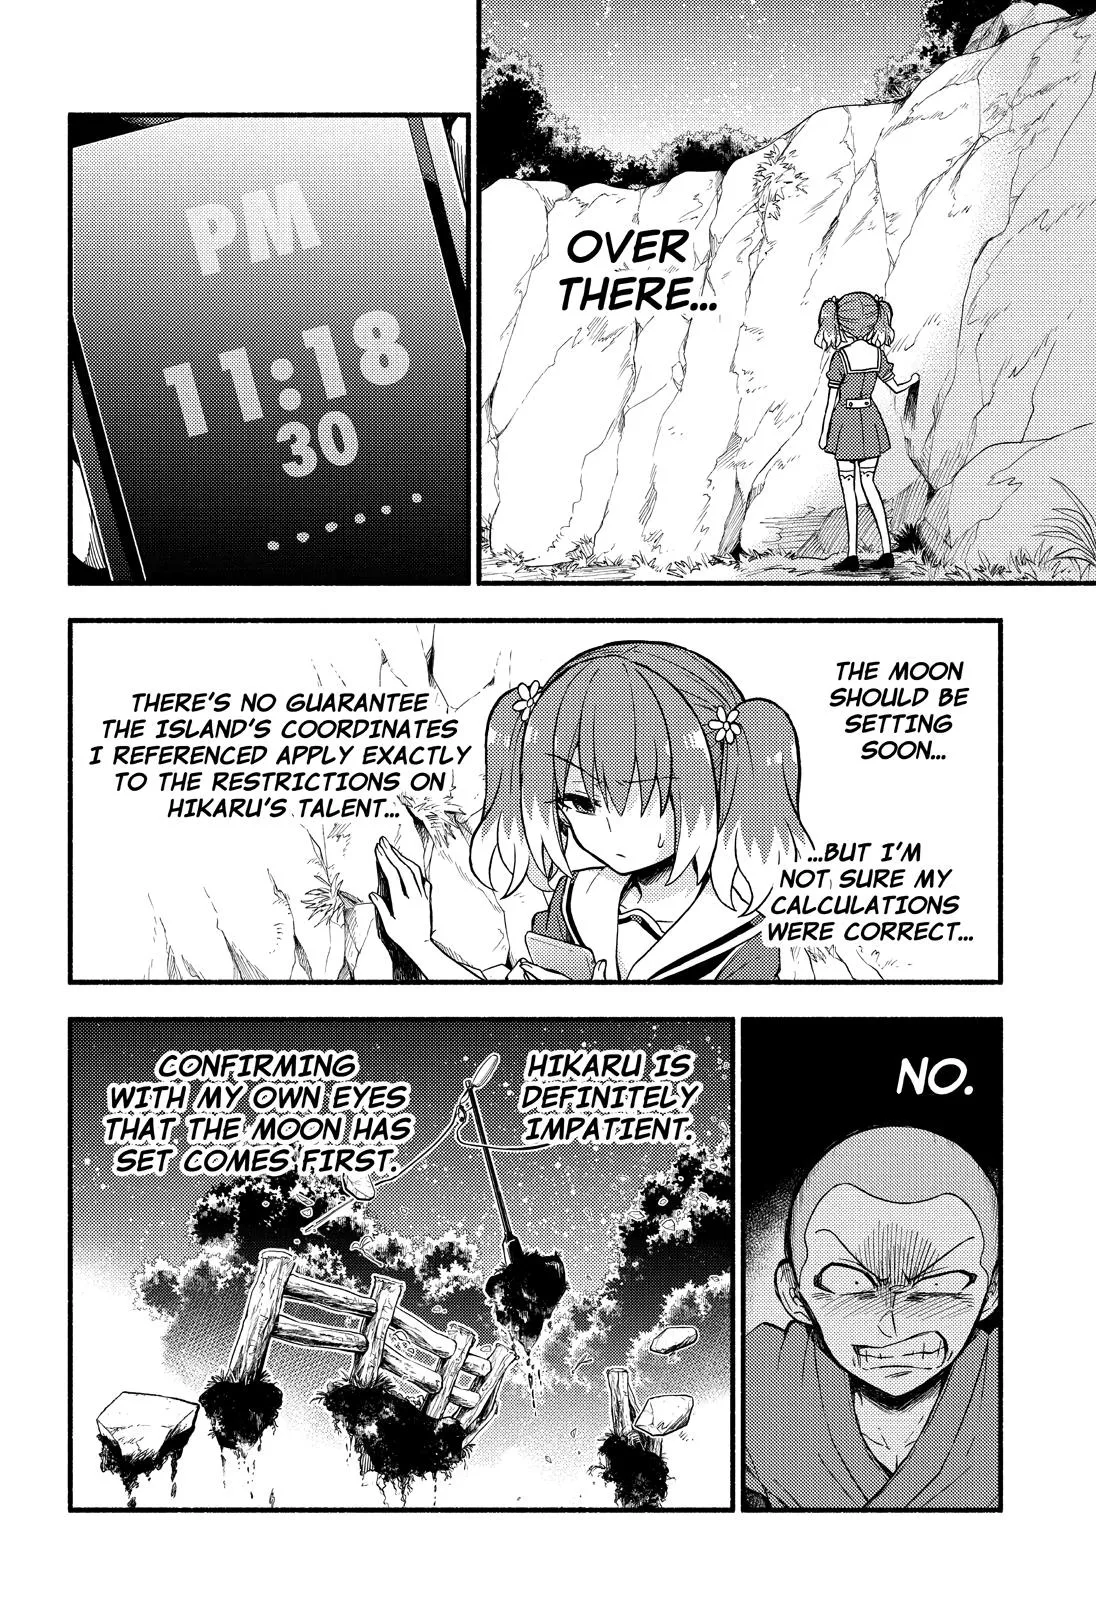 OVER
THERE...
PM
11:18
30
THE MOON
SHOULD BE
SETTING
SOON...
...BUT I'M
NOT SURE MY
CALCULATIONS
WERE CORRECT...
THERE'S NO GUARANTEE
THE ISLAND'S COORDINATES
I REFERENCED APPLY EXACTLY
TO THE RESTRICTIONS ON
HIKARU'S TALENT...
NO.
HIKARU IS
DEFINITELY
IMPATIENT.
CONFIRMING
WITH MY OWN EYES
THAT THE MOON HAS
SET COMES FIRST.